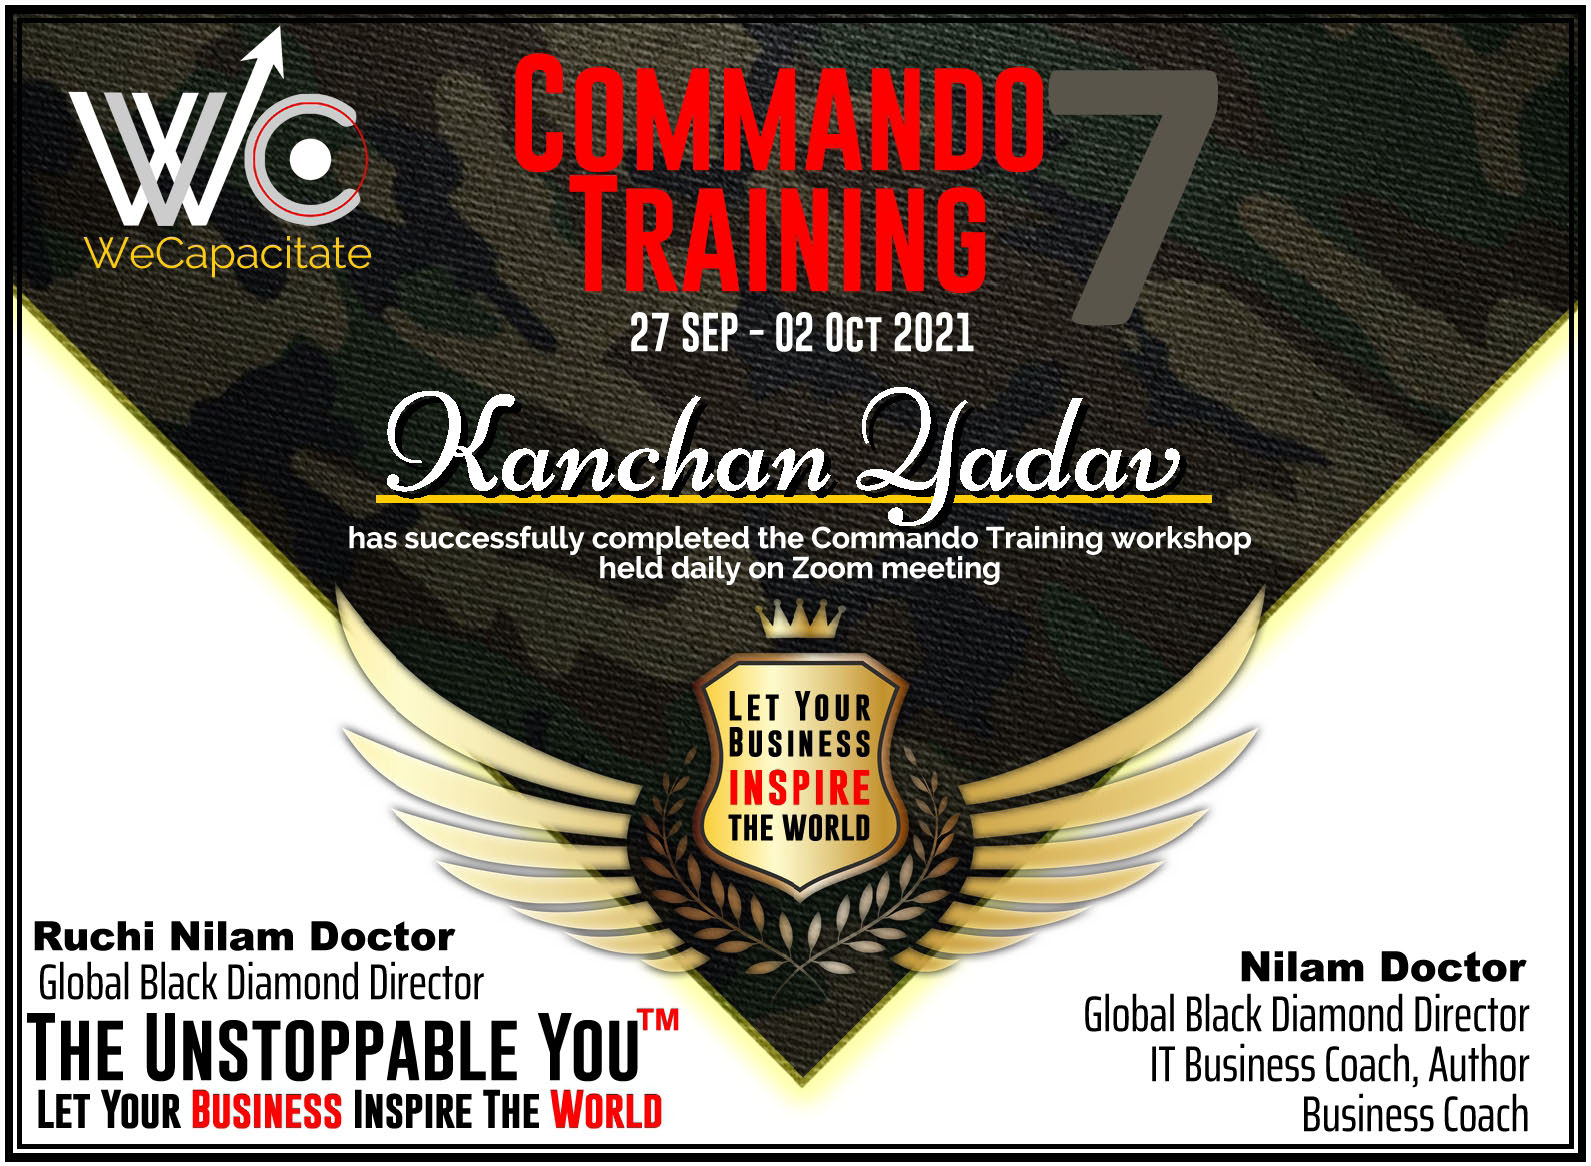 WC
WeCapacitate
COMMANDO 7
TRAINING
27 SEP - 02 OCT 2021
Kanchan Yadav
has successfully completed the Commando Training workshop
held daily on Zoom meeting
LET YOUR
BUSINESS
INSPIRE
THE WORLD
Ruchi Nilam Doctor
Global Black Diamond Director
THE UNSTOPPABLE YOU™
LET YOUR BUSINESS INSPIRE THE WORLD
Nilam Doctor
Global Black Diamond Director
IT Business Coach, Author
Business Coach